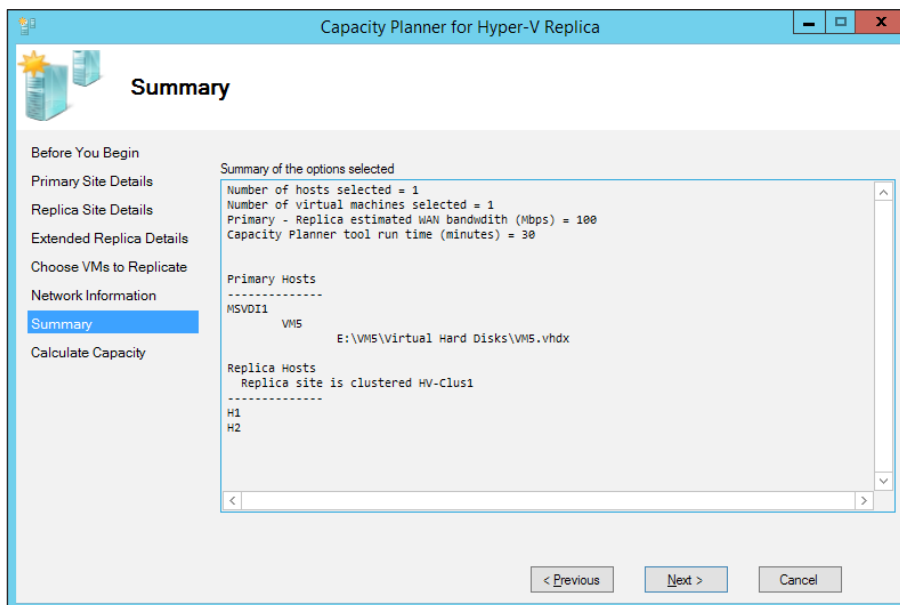 Capacity Planner for Hyper-V Replica
Summary
Before You Begin
Primary Site Details
Replica Site Details
Extended Replica Details
Choose VMs to Replicate
Network Information
Summary
Calculate Capacity
Summary of the options selected
Number of hosts selected = 1
Number of virtual machines selected = 1
Primary - Replica estimated WAN bandwdith (Mbps) = 100
Capacity Planner tool run time (minutes) = 30
Primary Hosts
--------------
MSVDI1
VM5
E:\VM5\Virtual Hard Disks\VM5.vhdx
Replica Hosts
Replica site is clustered HV-Clus1
--------------
H1
H2
< Previous
Next >
Cancel